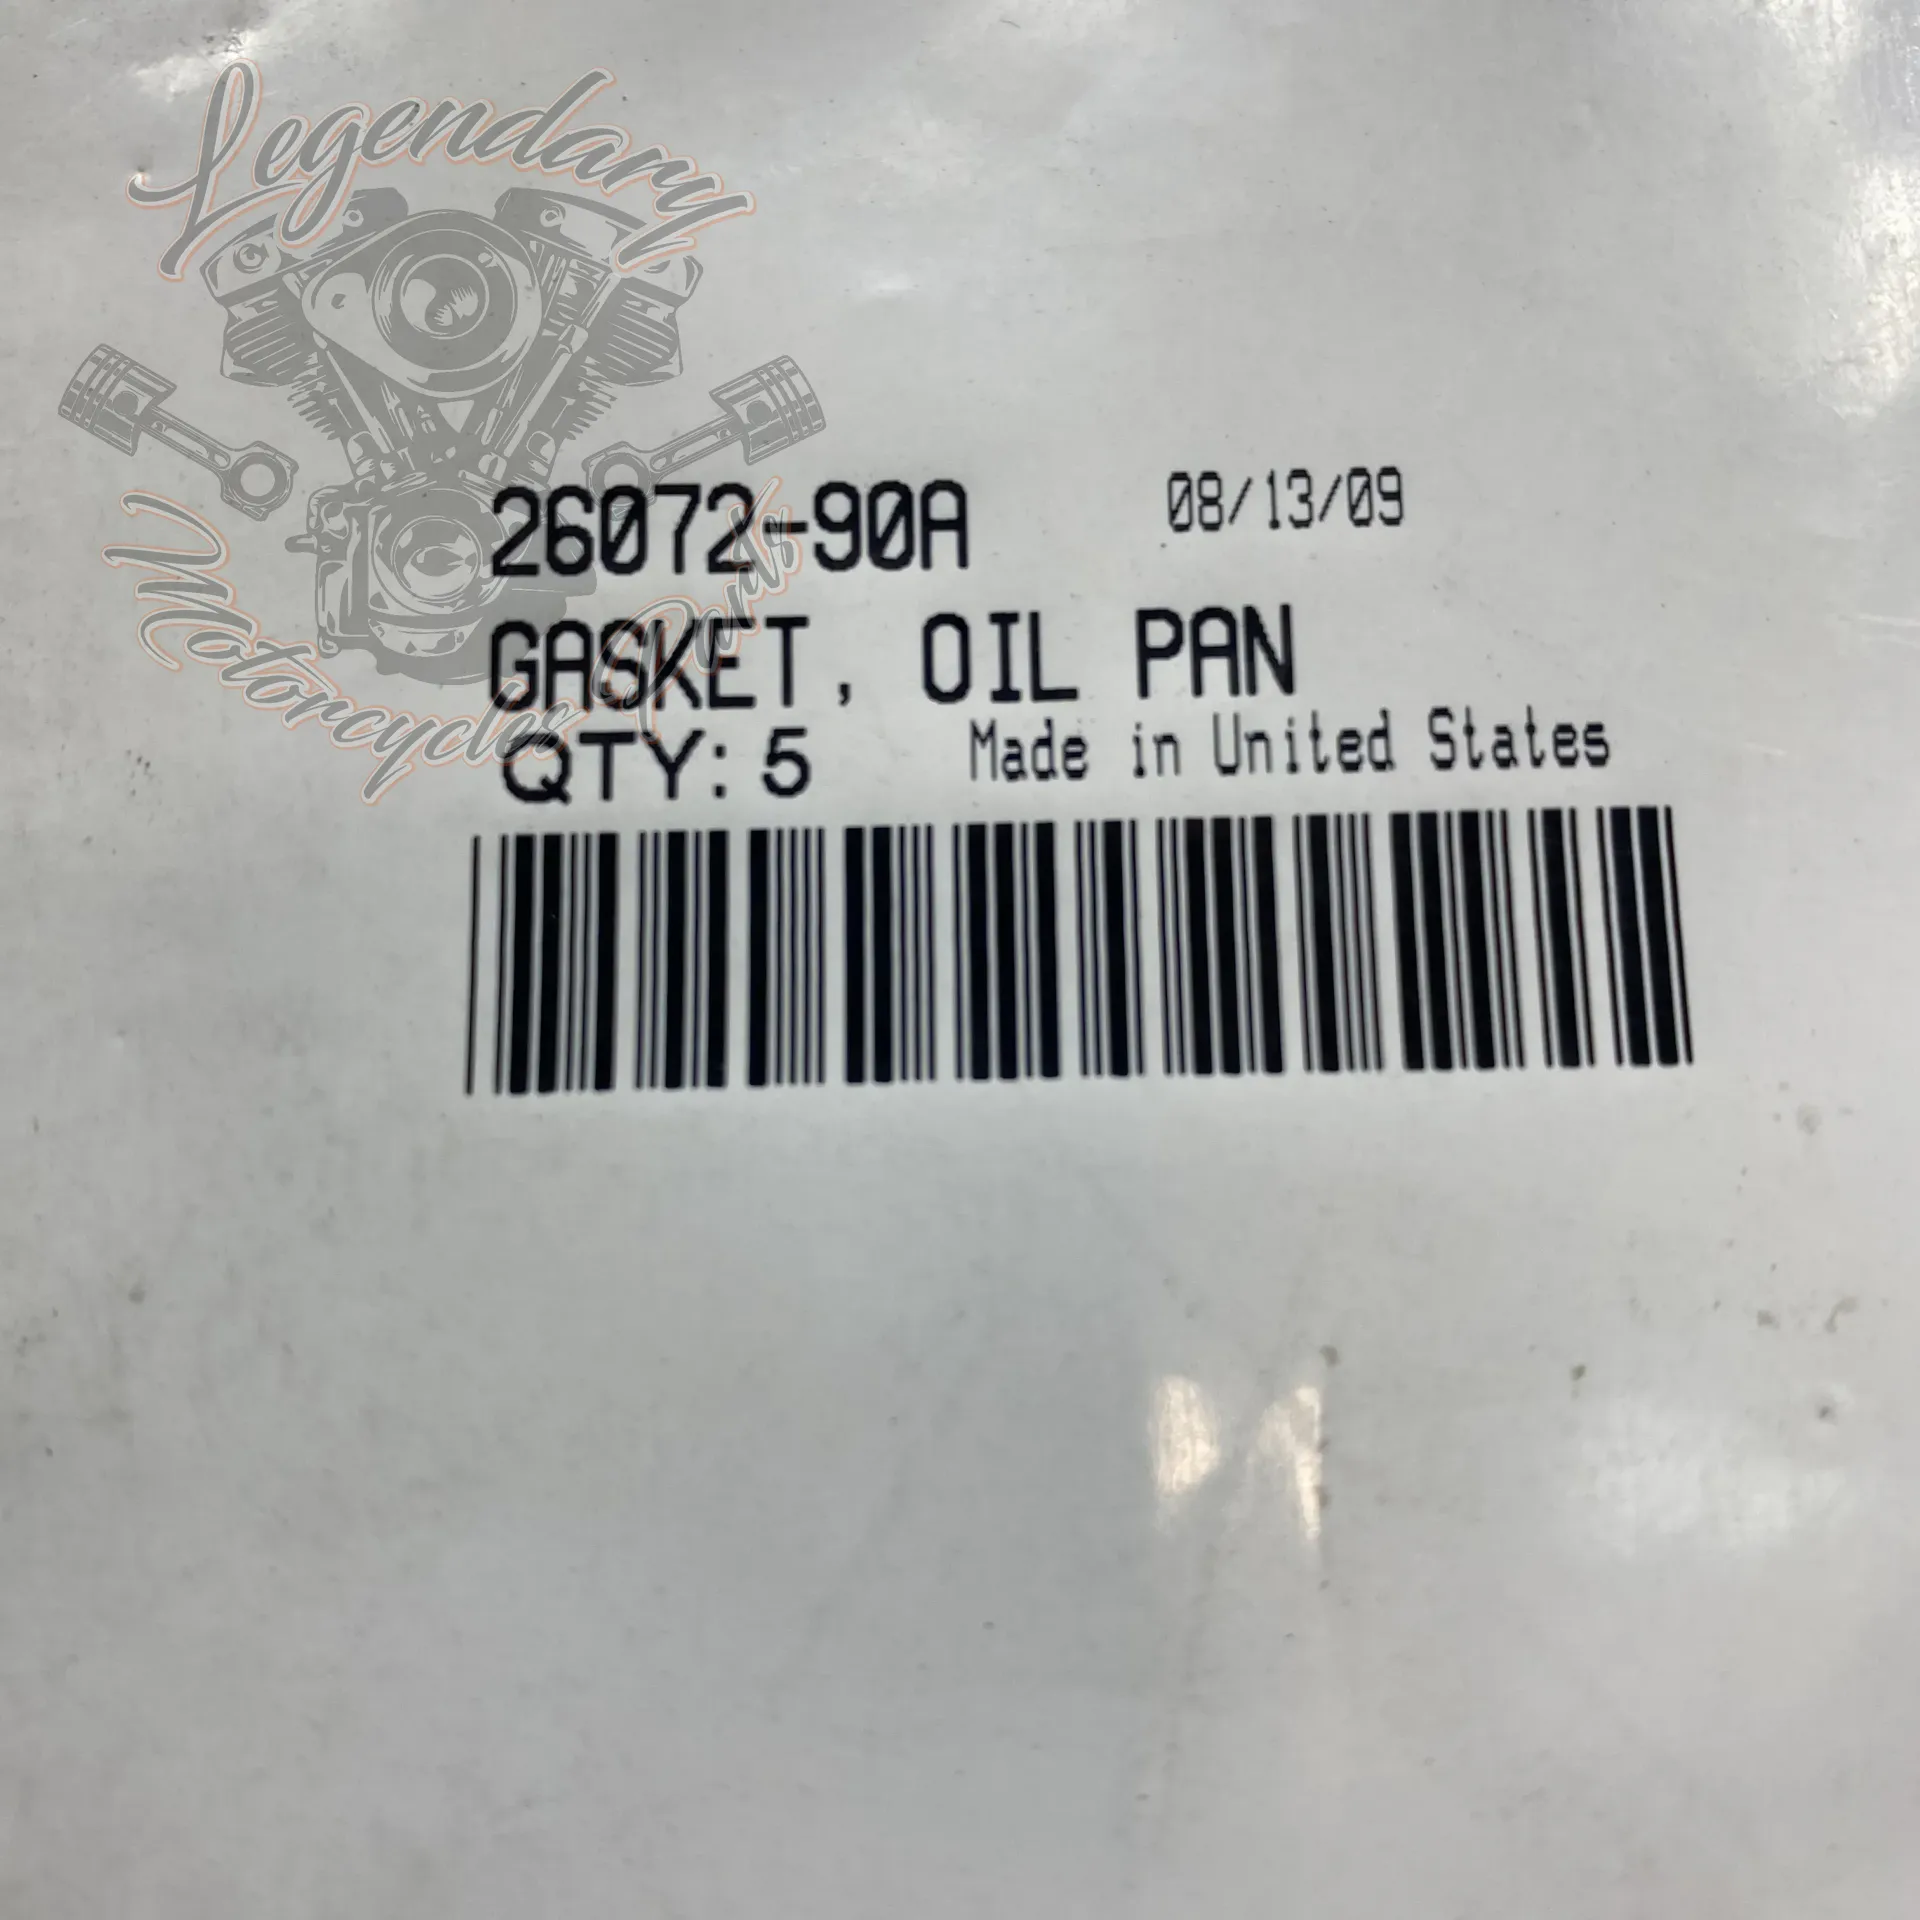 Legendary
Motorcycles Parts
26072-90A 08/13/09
GASKET, OIL PAN
QTY: 5 Made in United States